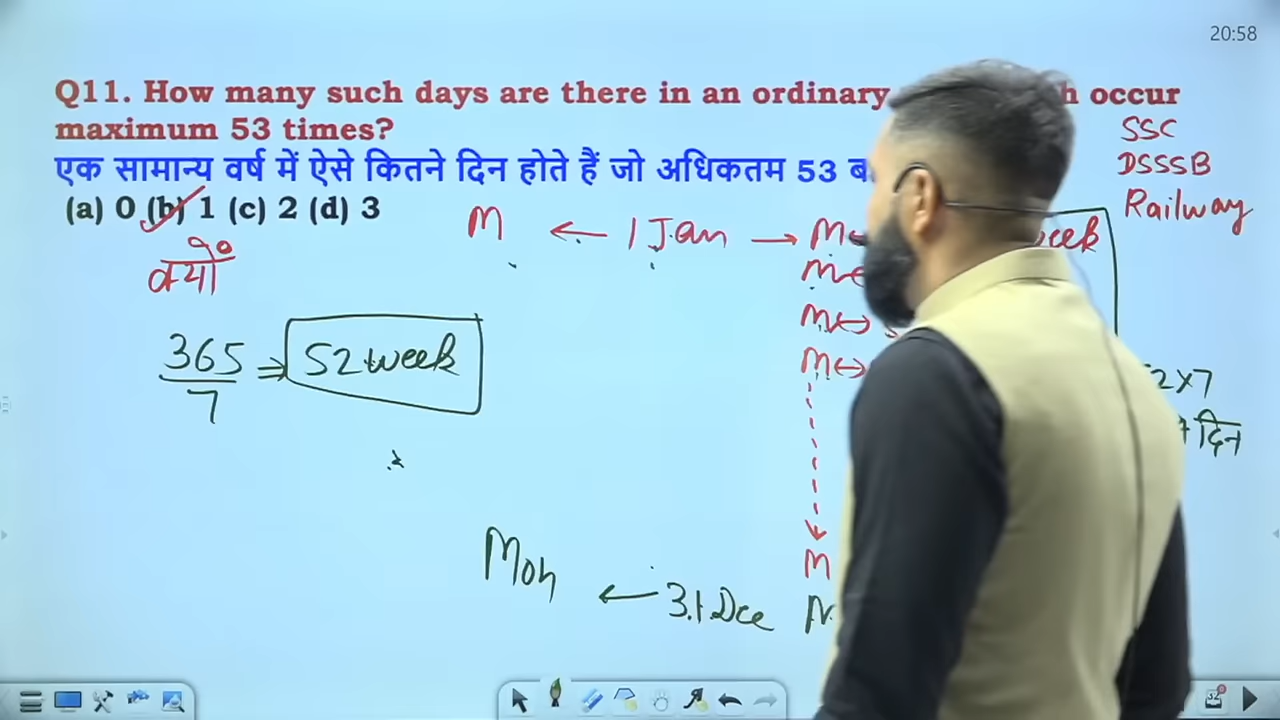 20:58
Q11. How many such days are there in an ordinary occur
maximum 53 times?
एक सामान्य वर्ष में ऐसे कितने दिन होते हैं जो अधिकतम 53
(a) 0 (b) 1 (c) 2 (d) 3
SSC
DSSSB
Railway
क्यों
M ← 1 Jan → M
M
M
M
365/7 ⇒ 52 week
×7
दिन
M
Mon ← 31 Dce